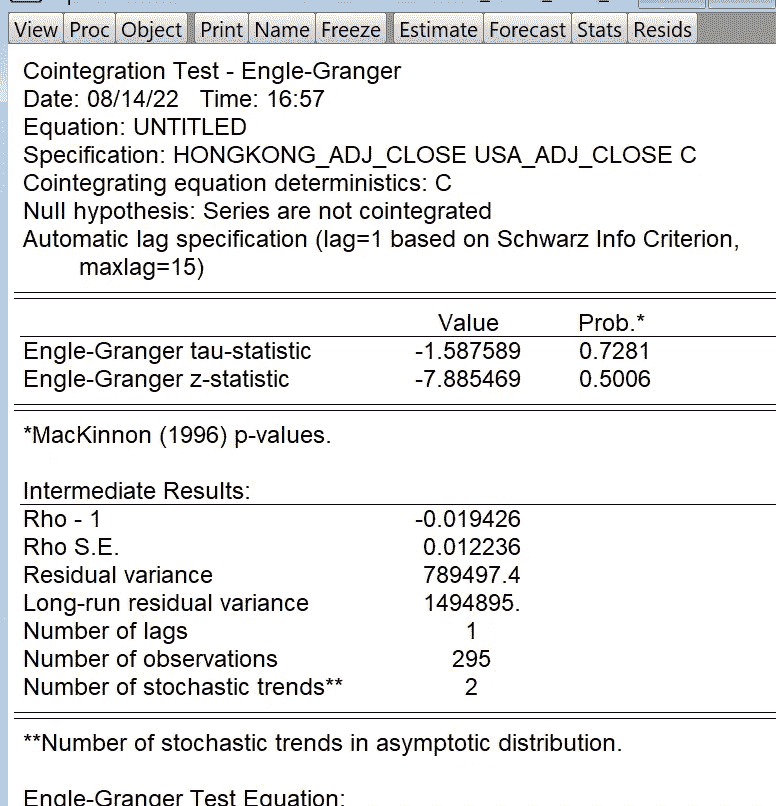 View Proc Object Print Name Freeze Estimate Forecast Stats Resids
Cointegration Test - Engle-Granger
Date: 08/14/22 Time: 16:57
Equation: UNTITLED
Specification: HONGKONG_ADJ_CLOSE USA_ADJ_CLOSE C
Cointegrating equation deterministics: C
Null hypothesis: Series are not cointegrated
Automatic lag specification (lag=1 based on Schwarz Info Criterion,
maxlag=15)
Value Prob.*
Engle-Granger tau-statistic -1.587589 0.7281
Engle-Granger z-statistic -7.885469 0.5006
*MacKinnon (1996) p-values.
Intermediate Results:
Rho - 1 -0.019426
Rho S.E. 0.012236
Residual variance 789497.4
Long-run residual variance 1494895.
Number of lags 1
Number of observations 295
Number of stochastic trends** 2
**Number of stochastic trends in asymptotic distribution.
Engle-Granger Test Equation: